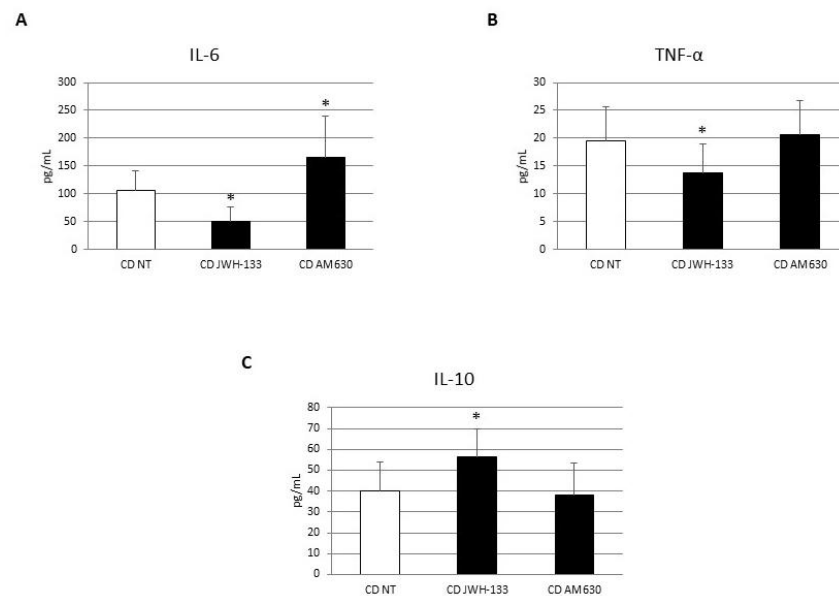 A
IL-6
300
250
200
150
100
50
0
pg/mL
*
*
CD NT
CD JWH-133
CD AM630
B
TNF-α
30
25
20
15
10
5
0
pg/mL
*
CD NT
CD JWH-133
CD AM630
C
IL-10
80
70
60
50
40
30
20
10
0
pg/mL
*
CD NT
CD JWH-133
CD AM630